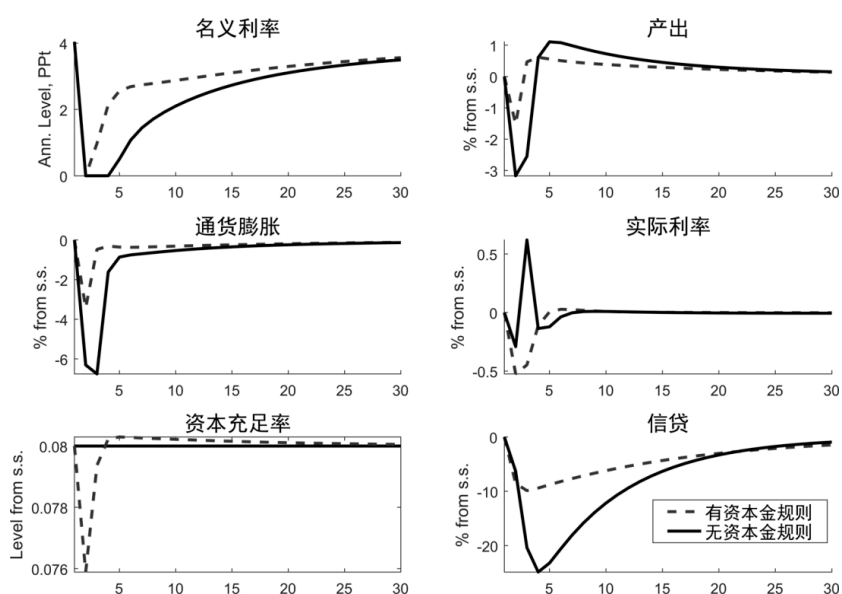 名义利率
Ann. Level, PPt
4
2
0
5 10 15 20 25 30
产出
% from s.s.
1
0
-1
-2
-3
5 10 15 20 25 30
通货膨胀
% from s.s.
0
-2
-4
-6
5 10 15 20 25 30
实际利率
% from s.s.
0.5
0
-0.5
5 10 15 20 25 30
资本充足率
Level from s.s.
0.08
0.078
0.076
5 10 15 20 25 30
信贷
% from s.s.
0
-10
-20
5 10 15 20 25 30
有资本金规则
无资本金规则